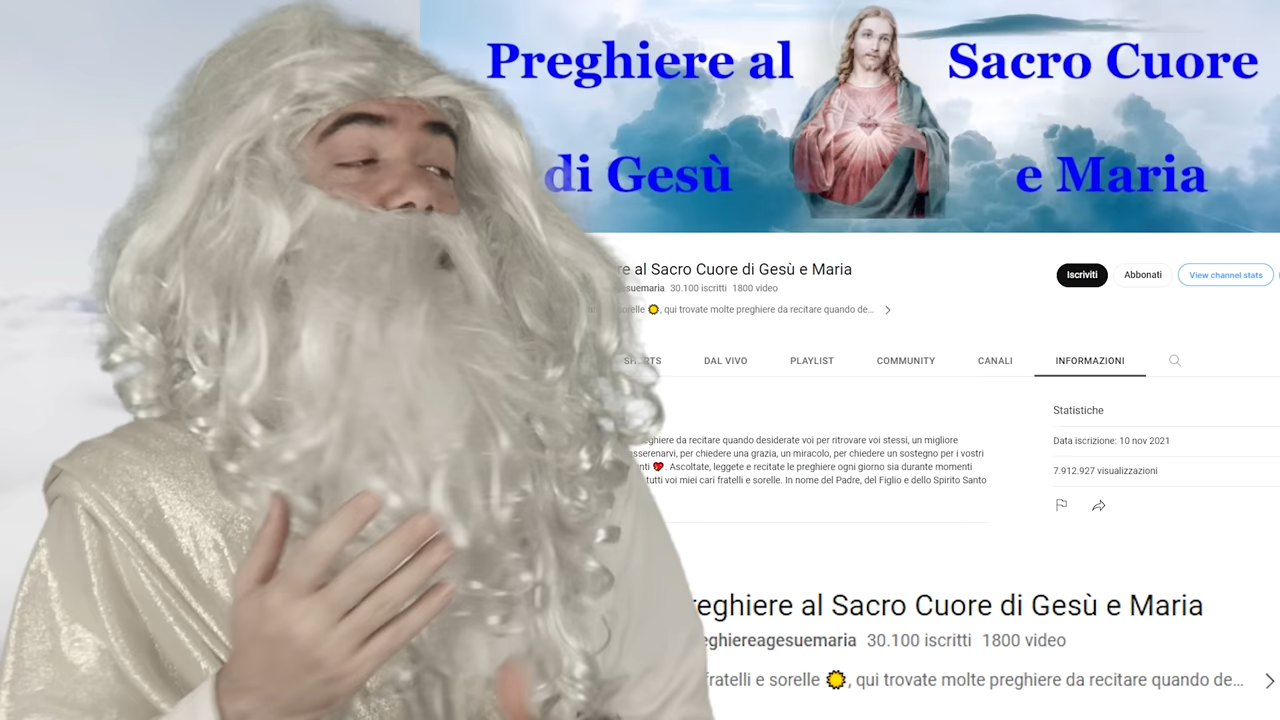 Preghiere al Sacro Cuore
di Gesù e Maria
re al Sacro Cuore di Gesù e Maria
Iscriviti Abbonati View channel stats
esuemaria 30.100 iscritti 1800 video
orelle , qui trovate molte preghiere da recitare quando de...
SHORTS DAL VIVO PLAYLIST COMMUNITY CANALI INFORMAZIONI
Statistiche
eghiere da recitare quando desiderate voi per ritrovare voi stessi, un migliore
Data iscrizione: 10 nov 2021
sserenarvi, per chiedere una grazia, un miracolo, per chiedere un sostegno per i vostri
nti . Ascoltate, leggete e recitate le preghiere ogni giorno sia durante momenti
7.912.927 visualizzazioni
tutti voi miei cari fratelli e sorelle. In nome del Padre, del Figlio e dello Spirito Santo
reghiere al Sacro Cuore di Gesù e Maria
eghiereagesuemaria 30.100 iscritti 1800 video
fratelli e sorelle , qui trovate molte preghiere da recitare quando de...